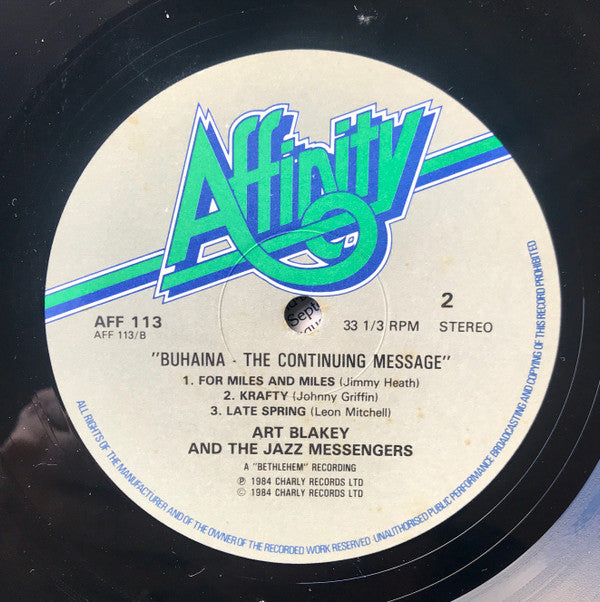 Affinity
AFF 113
AFF 113/B
Sept
33 1/3 RPM
2
STEREO
"BUHAINA - THE CONTINUING MESSAGE"
1. FOR MILES AND MILES (Jimmy Heath)
2. KRAFTY (Johnny Griffin)
3. LATE SPRING (Leon Mitchell)
ART BLAKEY
AND THE JAZZ MESSENGERS
A "BETHLEHEM" RECORDING
℗ 1984 CHARLY RECORDS LTD
© 1984 CHARLY RECORDS LTD
ALL RIGHTS OF THE MANUFACTURER AND OF THE OWNER OF THE RECORDED WORK RESERVED · UNAUTHORISED PUBLIC PERFORMANCE BROADCASTING AND COPYING OF THIS RECORD PROHIBITED